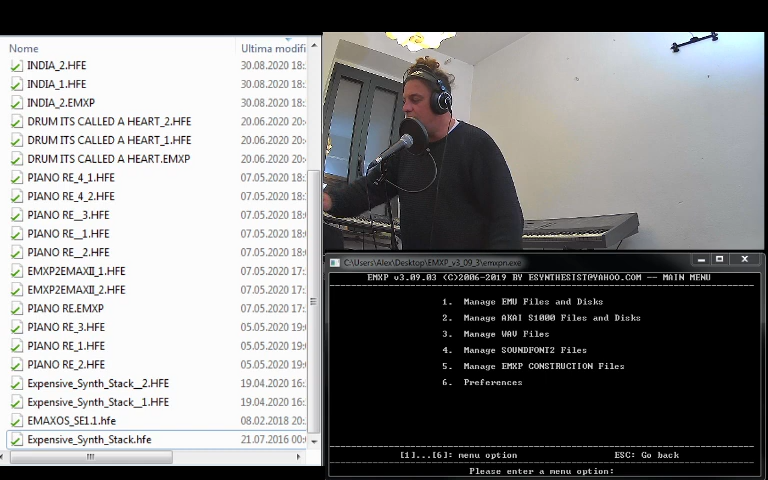 Nome Ultima modifi
INDIA_2.HFE 30.08.2020 18:
INDIA_1.HFE 30.08.2020 18:
INDIA_2.EMXP 30.08.2020 18:
DRUM ITS CALLED A HEART_2.HFE 20.06.2020 20:
DRUM ITS CALLED A HEART_1.HFE 20.06.2020 20:
DRUM ITS CALLED A HEART.EMXP 20.06.2020 20:
PIANO RE_4_1.HFE 07.05.2020 18:
PIANO RE_4_2.HFE 07.05.2020 18:
PIANO RE__3.HFE 07.05.2020 18:
PIANO RE__1.HFE 07.05.2020 18:
PIANO RE__2.HFE 07.05.2020 18:
EMXP2EMAXII_1.HFE 07.05.2020 17:
EMXP2EMAXII_2.HFE 07.05.2020 17:
PIANO RE.EMXP 07.05.2020 17:
PIANO RE_3.HFE 05.05.2020 19:
PIANO RE_1.HFE 05.05.2020 19:
PIANO RE_2.HFE 05.05.2020 19:
Expensive_Synth_Stack__2.HFE 19.04.2020 16:
Expensive_Synth_Stack__1.HFE 19.04.2020 16:
EMAXOS_SE1.1.hfe 08.02.2018 20:
Expensive_Synth_Stack.hfe 21.07.2016 00:
C:\Users\Alex\Desktop\EMXP_v3_09_3\emxpn.exe
EMXP v3.09.03 (C)2006-2019 BY ESYNTHESIST@YAHOO.COM -- MAIN MENU
1. Manage EMU Files and Disks
2. Manage AKAI S1000 Files and Disks
3. Manage WAV Files
4. Manage SOUNDFONT2 Files
5. Manage EMXP CONSTRUCTION Files
6. Preferences
[1]...[6]: menu option ESC: Go back
Please enter a menu option: